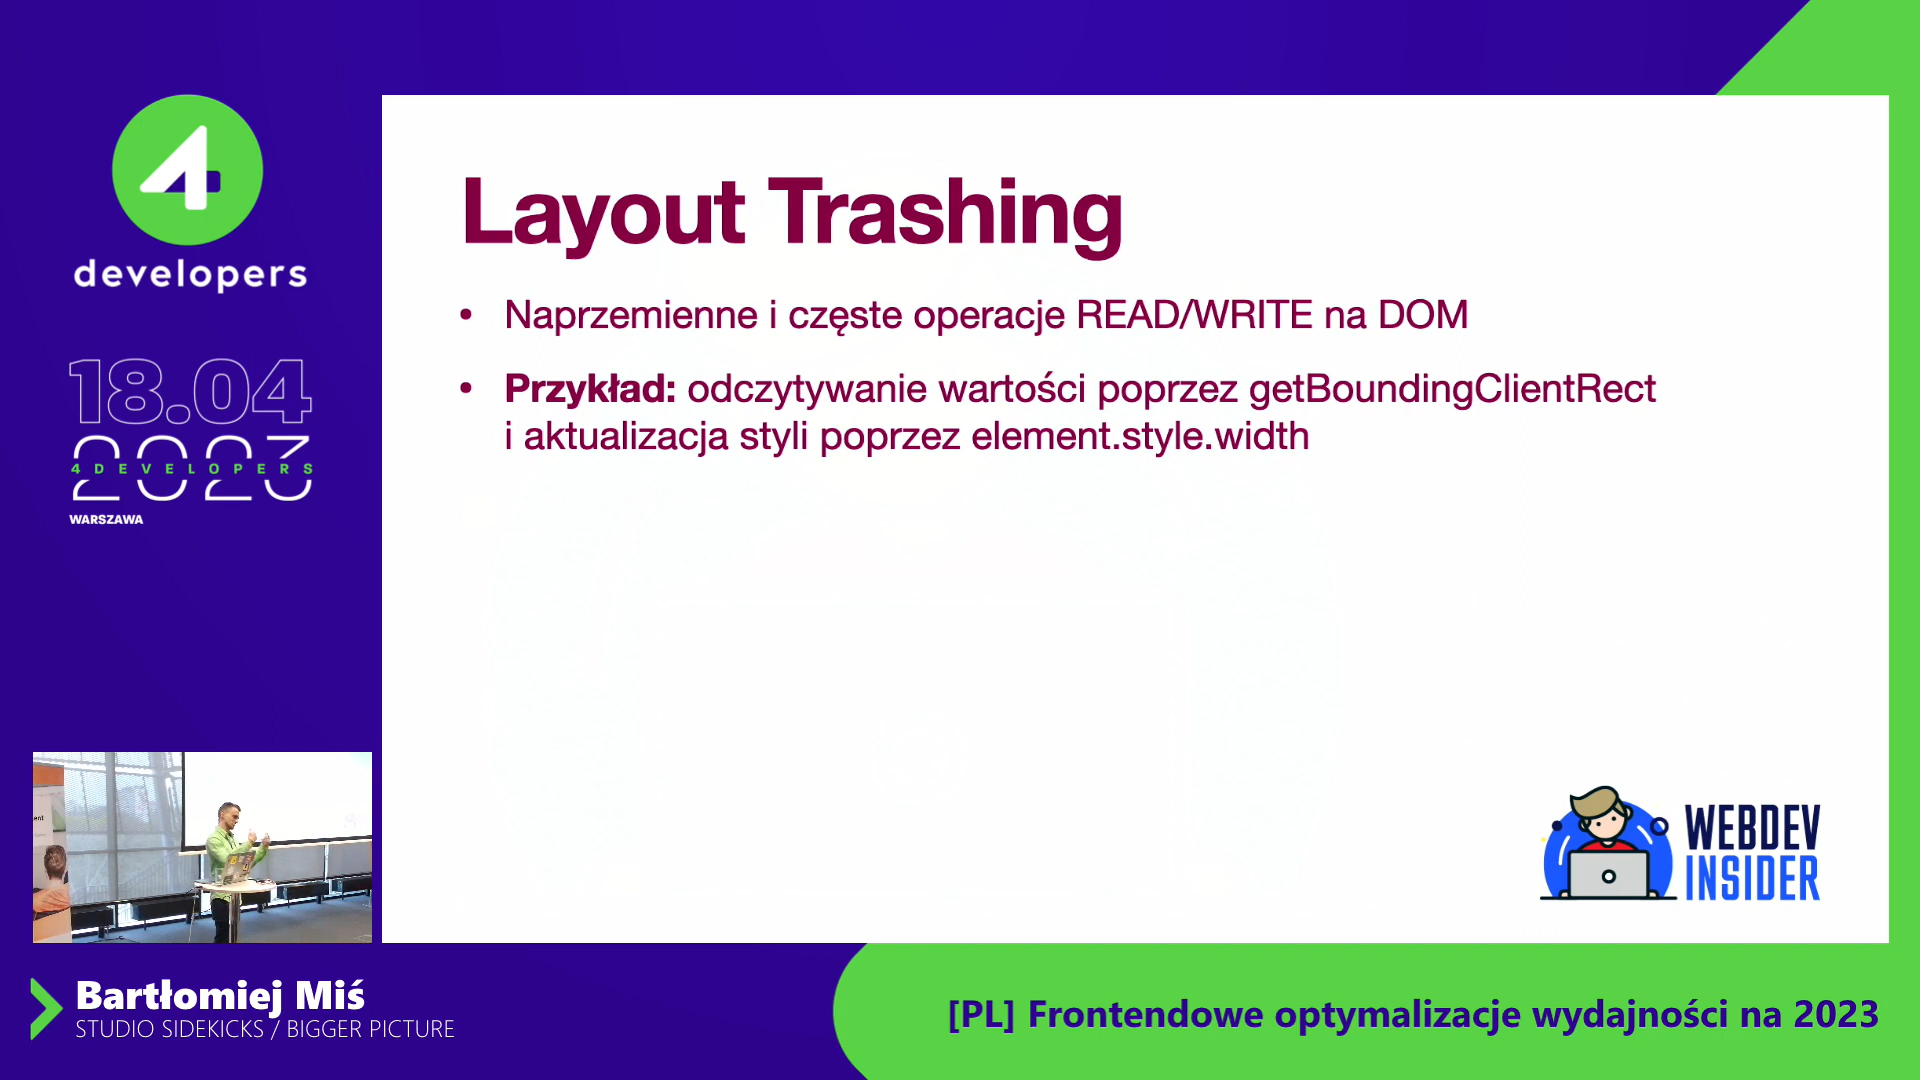 4
developers
18.04
2023
4DEVELOPERS
WARSZAWA
Layout Trashing
• Naprzemienne i częste operacje READ/WRITE na DOM
• Przykład: odczytywanie wartości poprzez getBoundingClientRect
i aktualizacja styli poprzez element.style.width
WEBDEV
INSIDER
Bartłomiej Miś
STUDIO SIDEKICKS / BIGGER PICTURE
[PL] Frontendowe optymalizacje wydajności na 2023